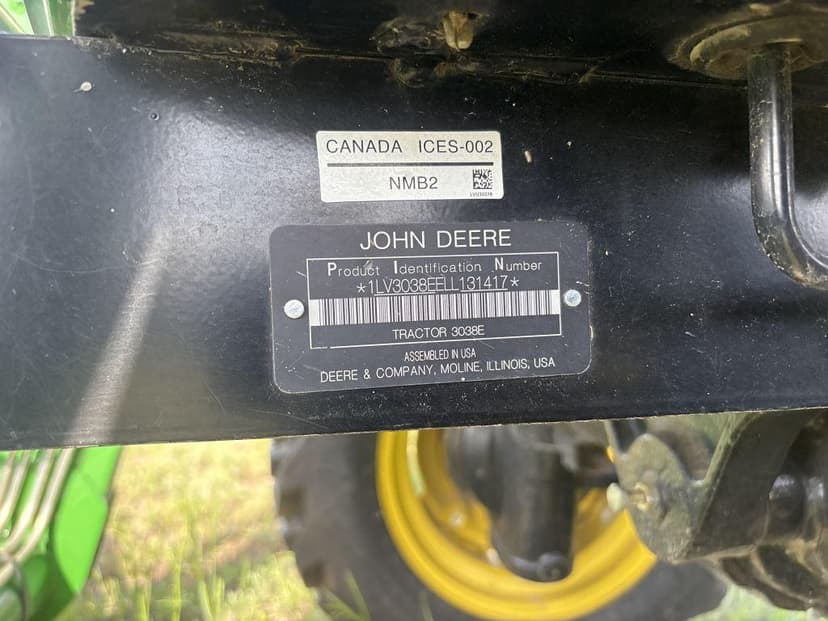 CANADA ICES-002
NMB2
JOHN DEERE
Product Identification Number
*1LV3038EELL131417*
TRACTOR 3038E
ASSEMBLED IN USA
DEERE & COMPANY, MOLINE, ILLINOIS, USA